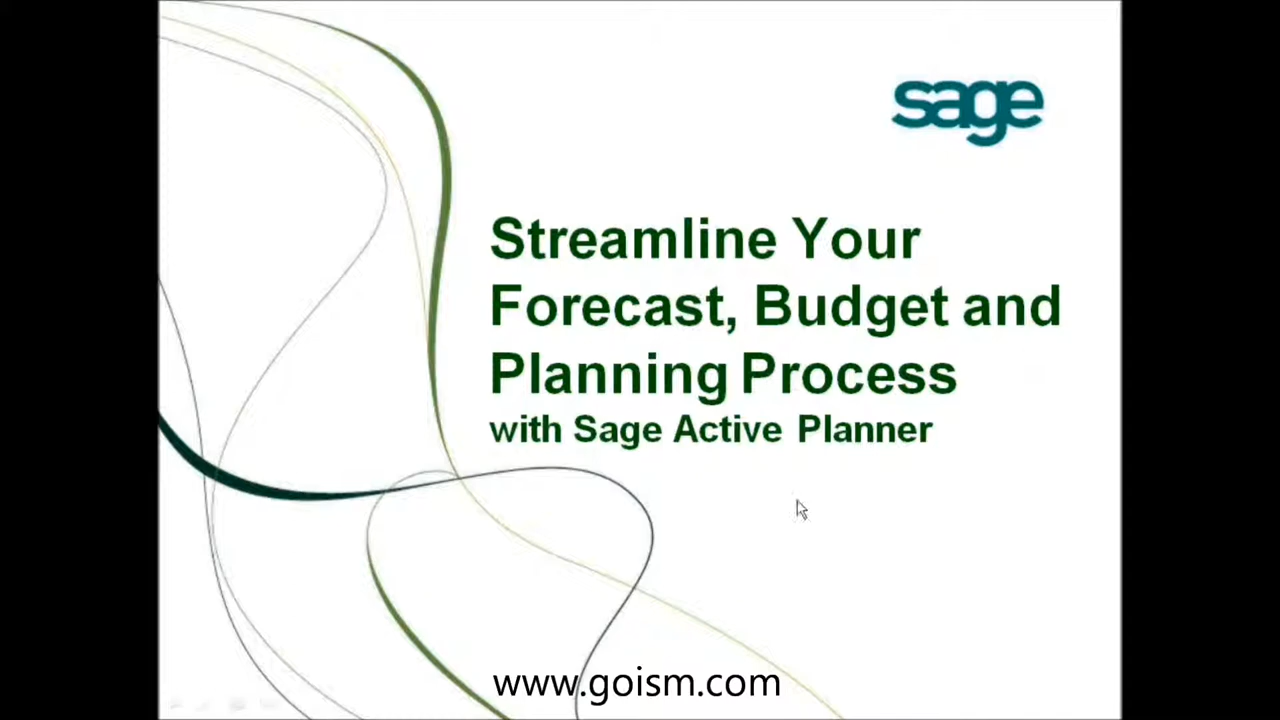 sage
Streamline Your
Forecast, Budget and
Planning Process
with Sage Active Planner
www.goism.com